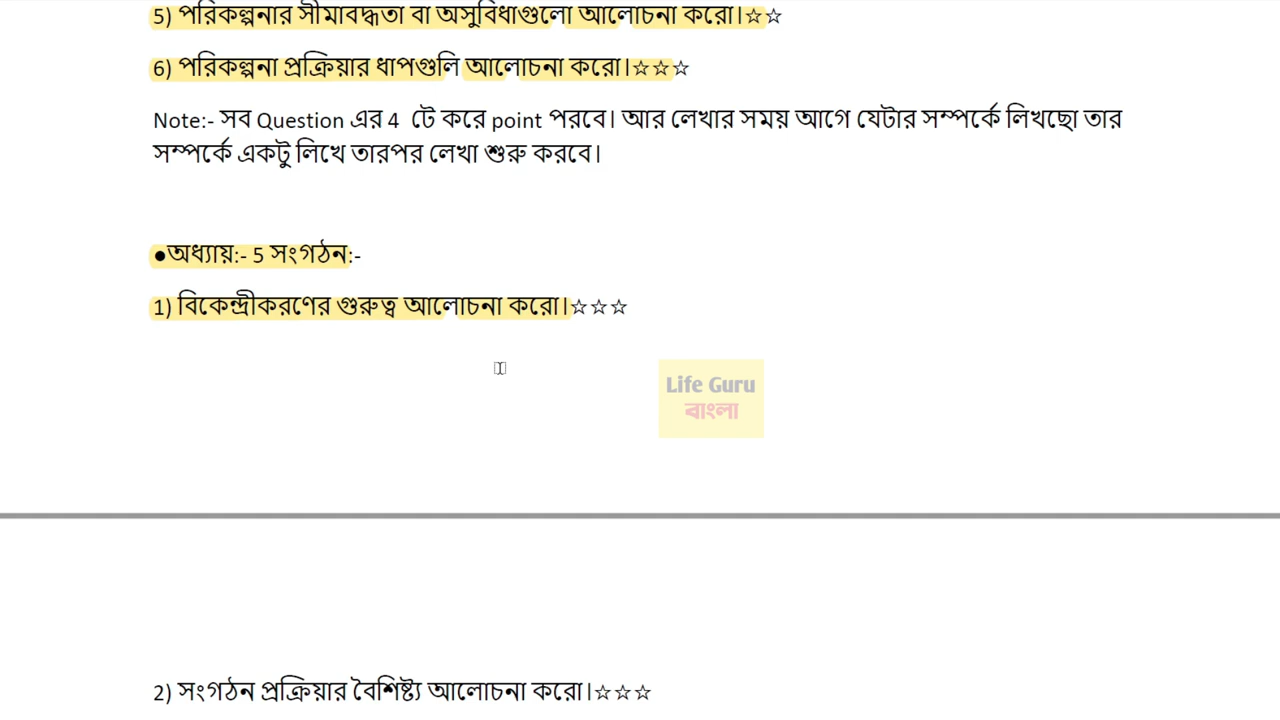 5) পরিকল্পনার সীমাবদ্ধতা বা অসুবিধাগুলো আলোচনা করো।☆☆
6) পরিকল্পনা প্রক্রিয়ার ধাপগুলি আলোচনা করো।☆☆☆
Note:- সব Question এর 4 টে করে point পরবে। আর লেখার সময় আগে যেটার সম্পর্কে লিখছো তার
সম্পর্কে একটু লিখে তারপর লেখা শুরু করবে।
●অধ্যায়:- 5 সংগঠন:-
1) বিকেন্দ্রীকরণের গুরুত্ব আলোচনা করো।☆☆☆
Life Guru
বাংলা
2) সংগঠন প্রক্রিয়ার বৈশিষ্ট্য আলোচনা করো।☆☆☆